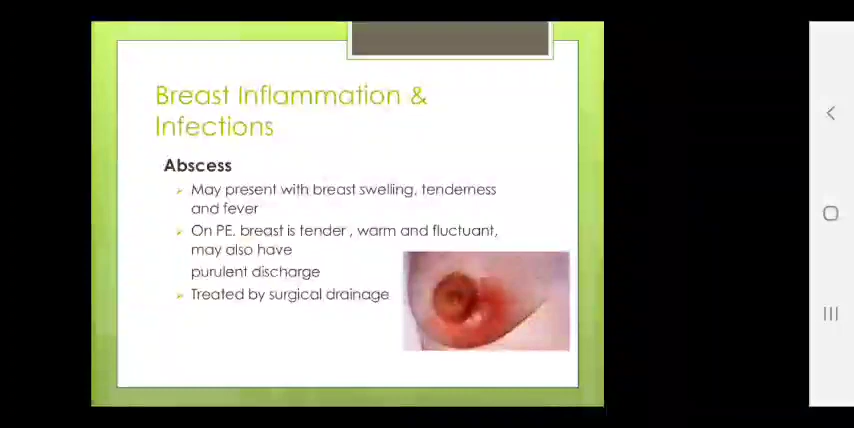 Breast Inflammation &
Infections
Abscess
May present with breast swelling, tenderness
and fever
On PE, breast is tender , warm and fluctuant,
may also have
purulent discharge
Treated by surgical drainage